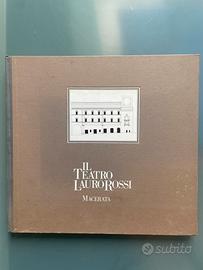 IL
TEATRO
LAURO ROSSI
MACERATA
subito